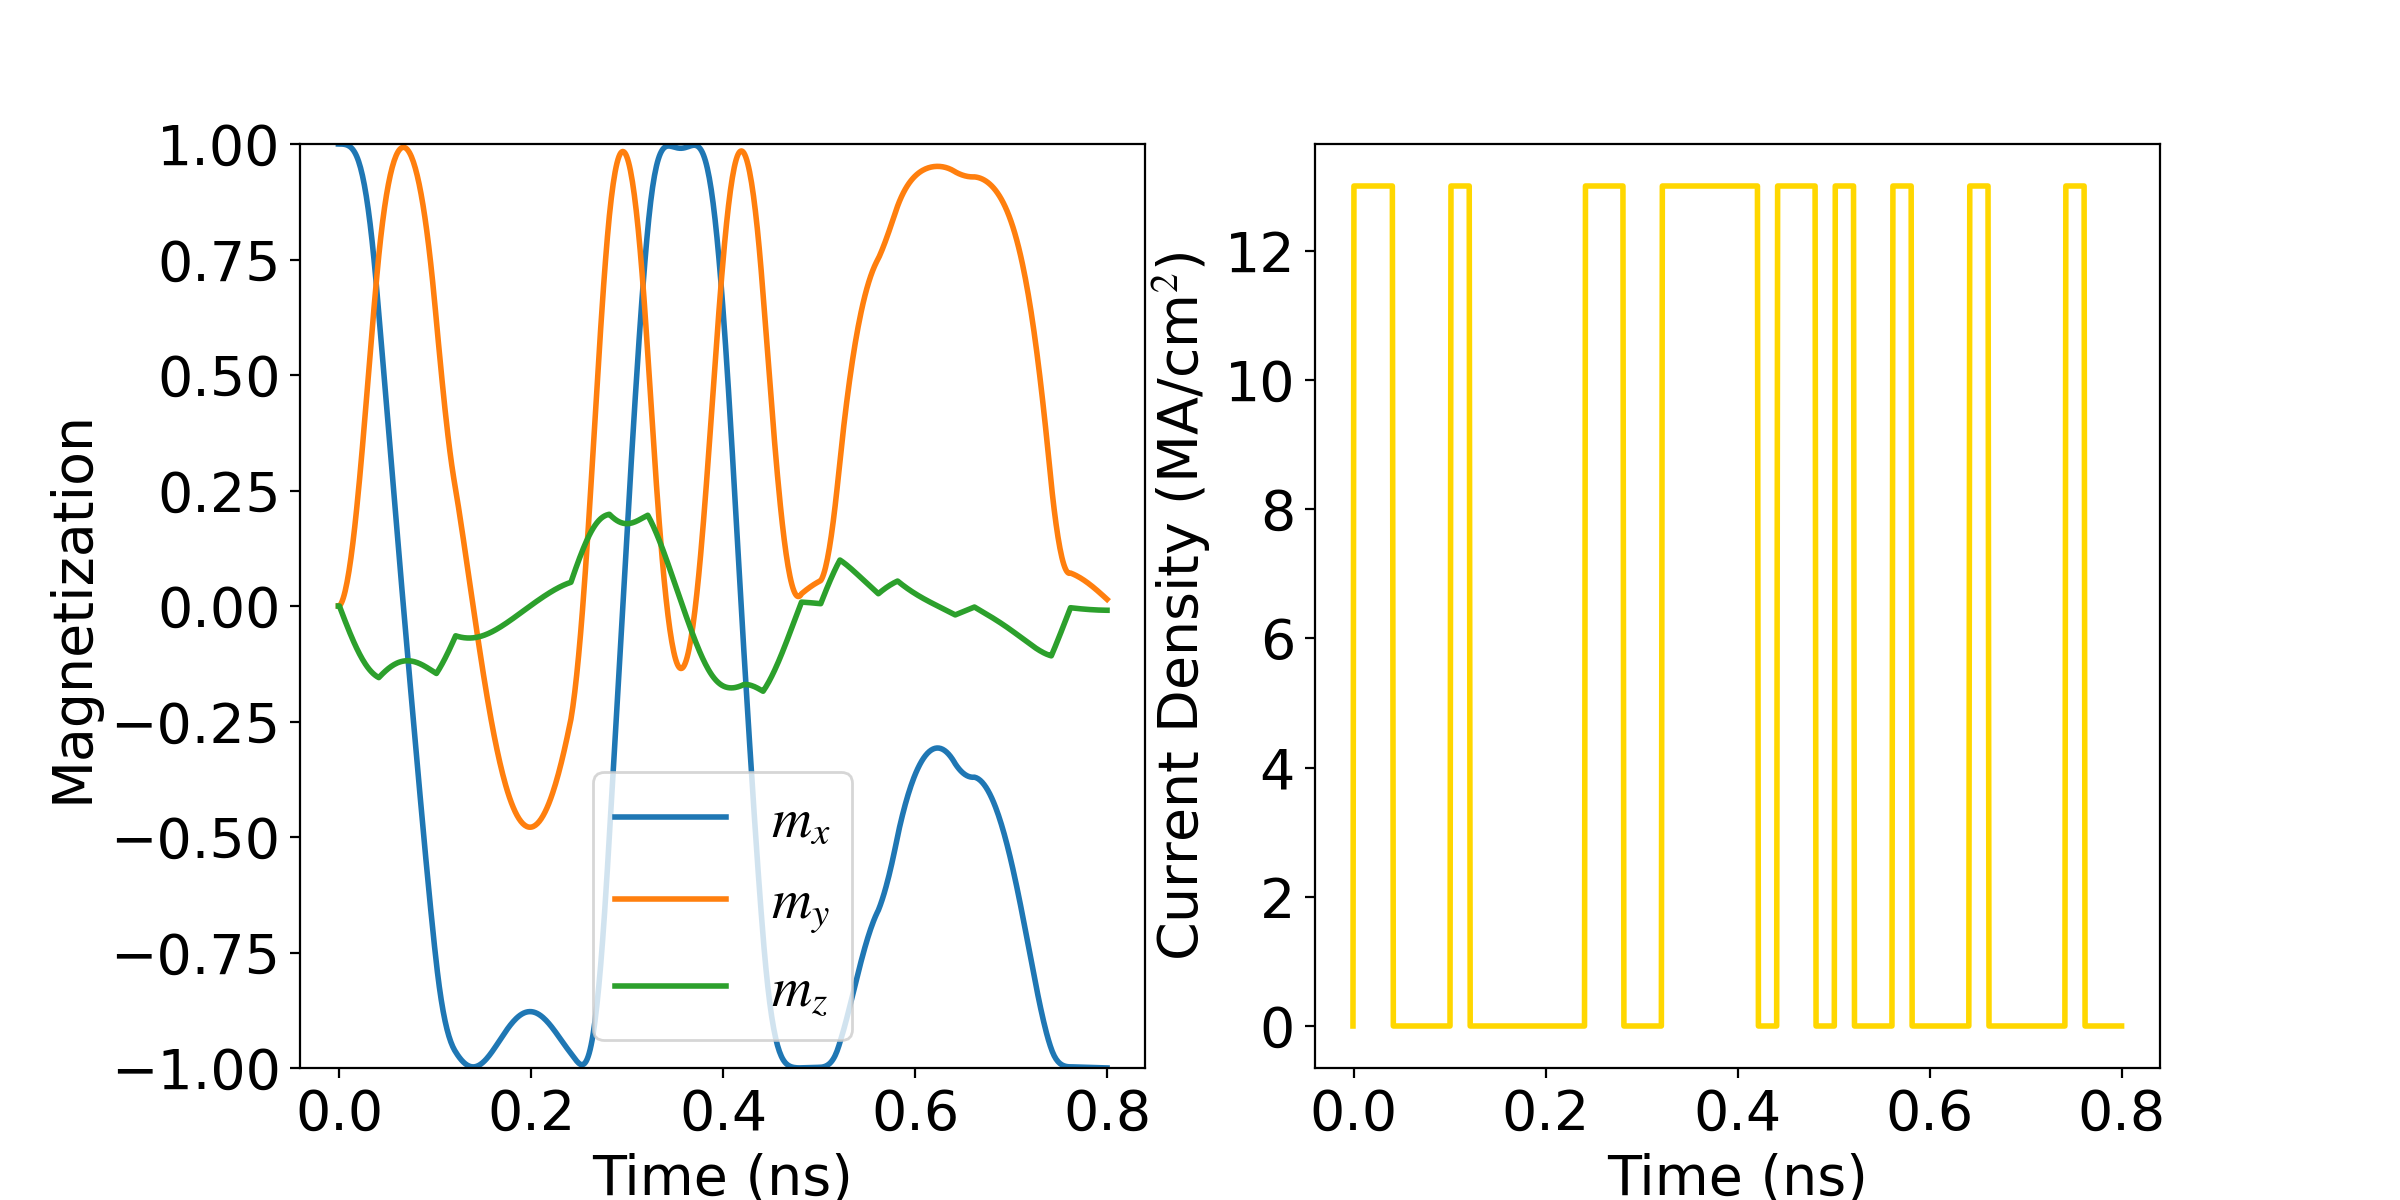 Magnetization
1.00
0.75
0.50
0.25
0.00
−0.25
−0.50
−0.75
−1.00
0.0 0.2 0.4 0.6 0.8
Time (ns)
m_x
m_y
m_z
Current Density (MA/cm²)
12
10
8
6
4
2
0
0.0 0.2 0.4 0.6 0.8
Time (ns)